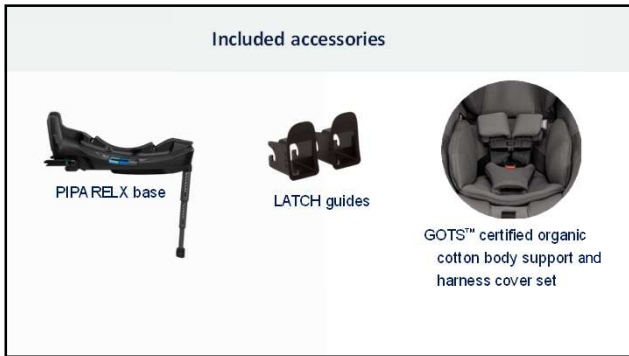 Included accessories
PIPA RELX base
LATCH guides
GOTS™ certified organic
cotton body support and
harness cover set